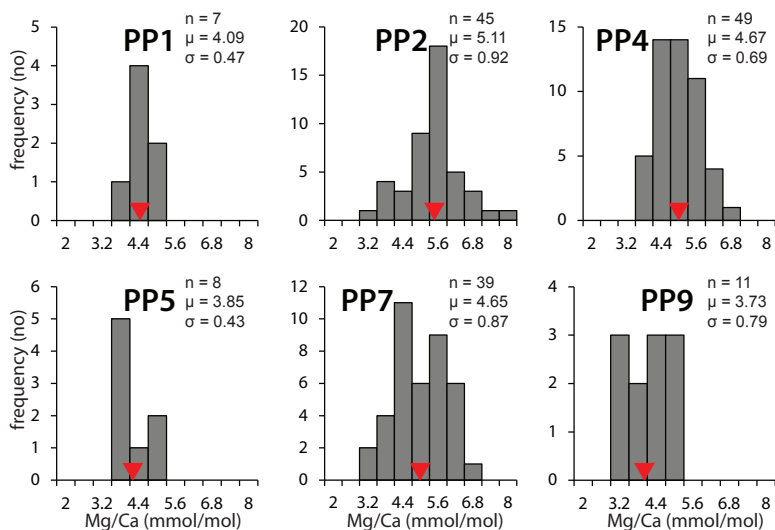 PP1
n = 7
μ = 4.09
σ = 0.47
frequency (no)
5
4
3
2
1
0
2 3.2 4.4 5.6 6.8 8
PP2
n = 45
μ = 5.11
σ = 0.92
20
15
10
5
0
2 3.2 4.4 5.6 6.8 8
PP4
n = 49
μ = 4.67
σ = 0.69
15
10
5
0
2 3.2 4.4 5.6 6.8 8
PP5
n = 8
μ = 3.85
σ = 0.43
frequency (no)
6
5
4
3
2
1
0
2 3.2 4.4 5.6 6.8 8
Mg/Ca (mmol/mol)
PP7
n = 39
μ = 4.65
σ = 0.87
12
10
8
6
4
2
0
2 3.2 4.4 5.6 6.8 8
Mg/Ca (mmol/mol)
PP9
n = 11
μ = 3.73
σ = 0.79
4
3
2
1
0
2 3.2 4.4 5.6 6.8 8
Mg/Ca (mmol/mol)